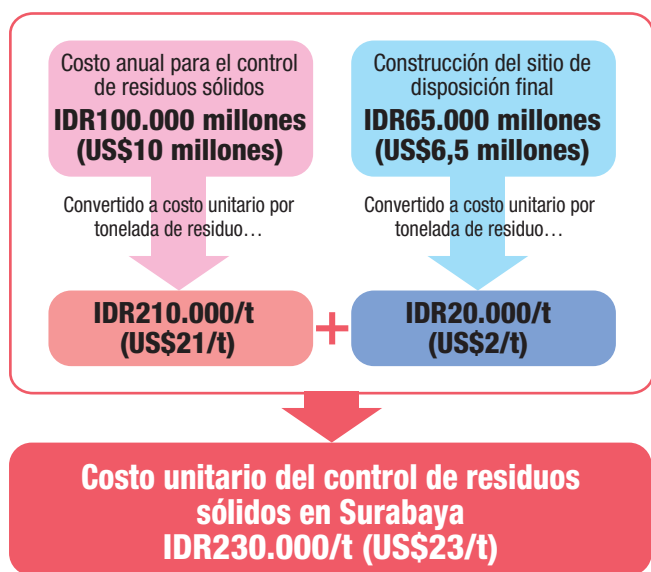 Costo anual para el control
de residuos sólidos
IDR100.000 millones
(US$10 millones)
Construcción del sitio de
disposición final
IDR65.000 millones
(US$6,5 millones)
Convertido a costo unitario por
tonelada de residuo…
Convertido a costo unitario por
tonelada de residuo…
IDR210.000/t
(US$21/t)
+
IDR20.000/t
(US$2/t)
Costo unitario del control de residuos
sólidos en Surabaya
IDR230.000/t (US$23/t)